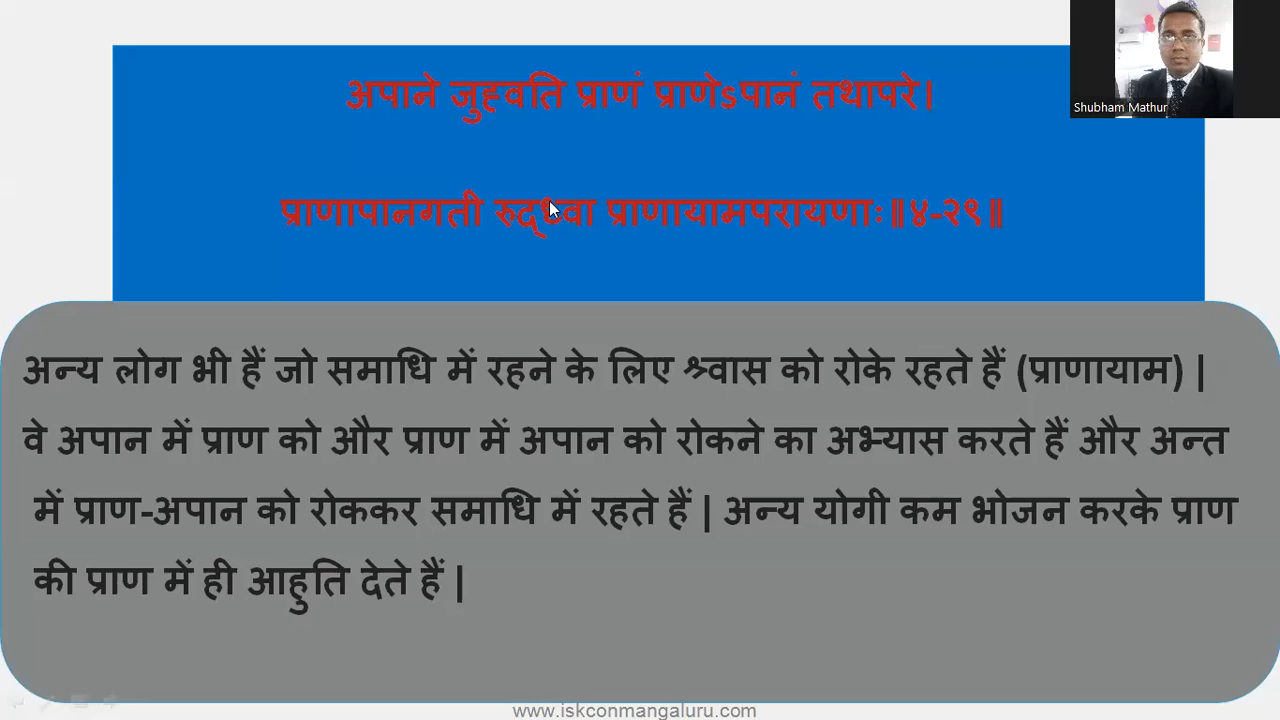 अपाने जुह्वति प्राणं प्राणेऽपानं तथापरे।
Shubham Mathur
प्राणापानगती रुद्ध्वा प्राणायामपरायणाः॥४-२९॥
अन्य लोग भी हैं जो समाधि में रहने के लिए श्र्वास को रोके रहते हैं (प्राणायाम) |
वे अपान में प्राण को और प्राण में अपान को रोकने का अभ्यास करते हैं और अन्त
में प्राण-अपान को रोककर समाधि में रहते हैं | अन्य योगी कम भोजन करके प्राण
की प्राण में ही आहुति देते हैं |
www.iskconmangaluru.com